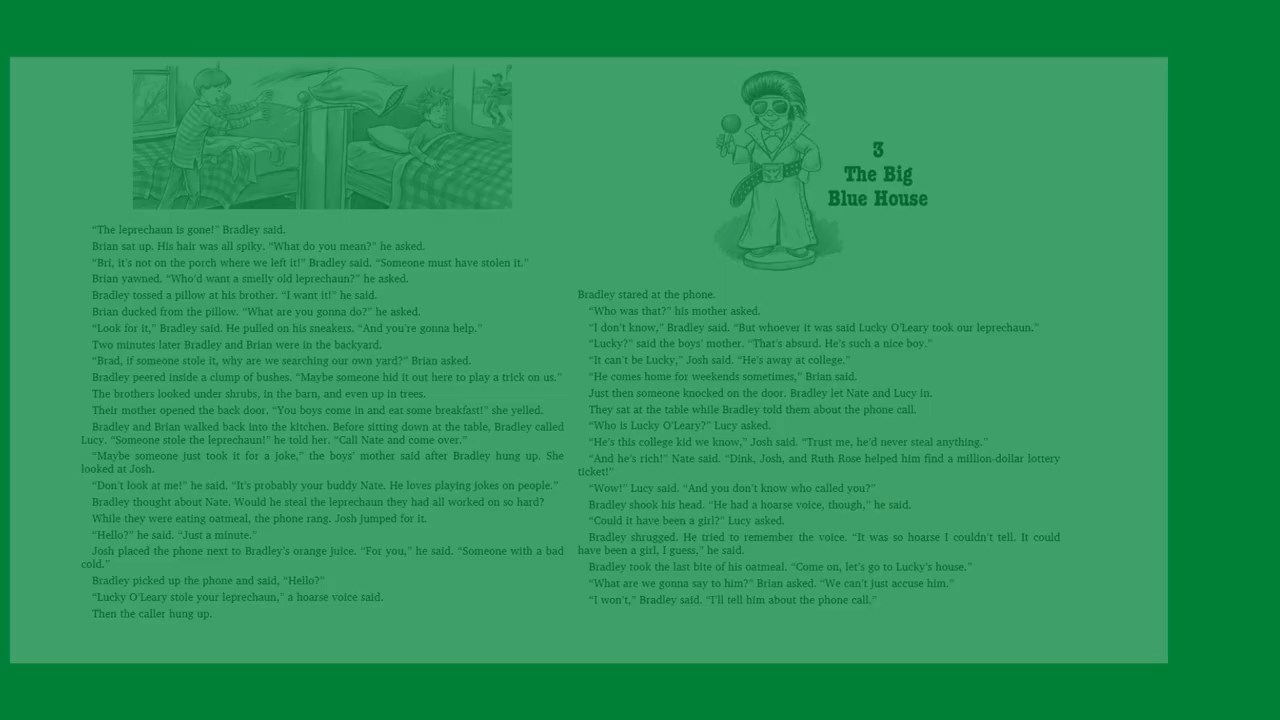 “The leprechaun is gone!” Bradley said.
Brian sat up. His hair was all spiky. “What do you mean?” he asked.
“Bri, it’s not on the porch where we left it!” Bradley said. “Someone must have stolen it.”
Brian yawned. “Who’d want a smelly old leprechaun?” he asked.
Bradley tossed a pillow at his brother. “I want it!” he said.
Brian ducked from the pillow. “What are you gonna do?” he asked.
“Look for it,” Bradley said. He pulled on his sneakers. “And you’re gonna help.”
Two minutes later Bradley and Brian were in the backyard.
“Brad, if someone stole it, why are we searching our own yard?” Brian asked.
Bradley peered inside a clump of bushes. “Maybe someone hid it out here to play a trick on us.”
The brothers looked under shrubs, in the barn, and even up in trees.
Their mother opened the back door. “You boys come in and eat some breakfast!” she yelled.
Bradley and Brian walked back into the kitchen. Before sitting down at the table, Bradley called
Lucy. “Someone stole the leprechaun!” he told her. “Call Nate and come over.”
“Maybe someone just took it for a joke,” the boys’ mother said after Bradley hung up. She
looked at Josh.
“Don’t look at me!” he said. “It’s probably your buddy Nate. He loves playing jokes on people.”
Bradley thought about Nate. Would he steal the leprechaun they had all worked on so hard?
While they were eating oatmeal, the phone rang. Josh jumped for it.
“Hello?” he said. “Just a minute.”
Josh placed the phone next to Bradley’s orange juice. “For you,” he said. “Someone with a bad
cold.”
Bradley picked up the phone and said, “Hello?”
“Lucky O’Leary stole your leprechaun,” a hoarse voice said.
Then the caller hung up.
3
The Big
Blue House
Bradley stared at the phone.
“Who was that?” his mother asked.
“I don’t know,” Bradley said. “But whoever it was said Lucky O’Leary took our leprechaun.”
“Lucky?” said the boys’ mother. “That’s absurd. He’s such a nice boy.”
“It can’t be Lucky,” Josh said. “He’s away at college.”
“He comes home for weekends sometimes,” Brian said.
Just then someone knocked on the door. Bradley let Nate and Lucy in.
They sat at the table while Bradley told them about the phone call.
“Who is Lucky O’Leary?” Lucy asked.
“He’s this college kid we know,” Josh said. “Trust me, he’d never steal anything.”
“And he’s rich!” Nate said. “Dink, Josh, and Ruth Rose helped him find a million-dollar lottery
ticket!”
“Wow!” Lucy said. “And you don’t know who called you?”
Bradley shook his head. “He had a hoarse voice, though,” he said.
“Could it have been a girl?” Lucy asked.
Bradley shrugged. He tried to remember the voice. “It was so hoarse I couldn’t tell. It could
have been a girl, I guess,” he said.
Bradley took the last bite of his oatmeal. “Come on, let’s go to Lucky’s house.”
“What are we gonna say to him?” Brian asked. “We can’t just accuse him.”
“I won’t,” Bradley said. “I’ll tell him about the phone call.”